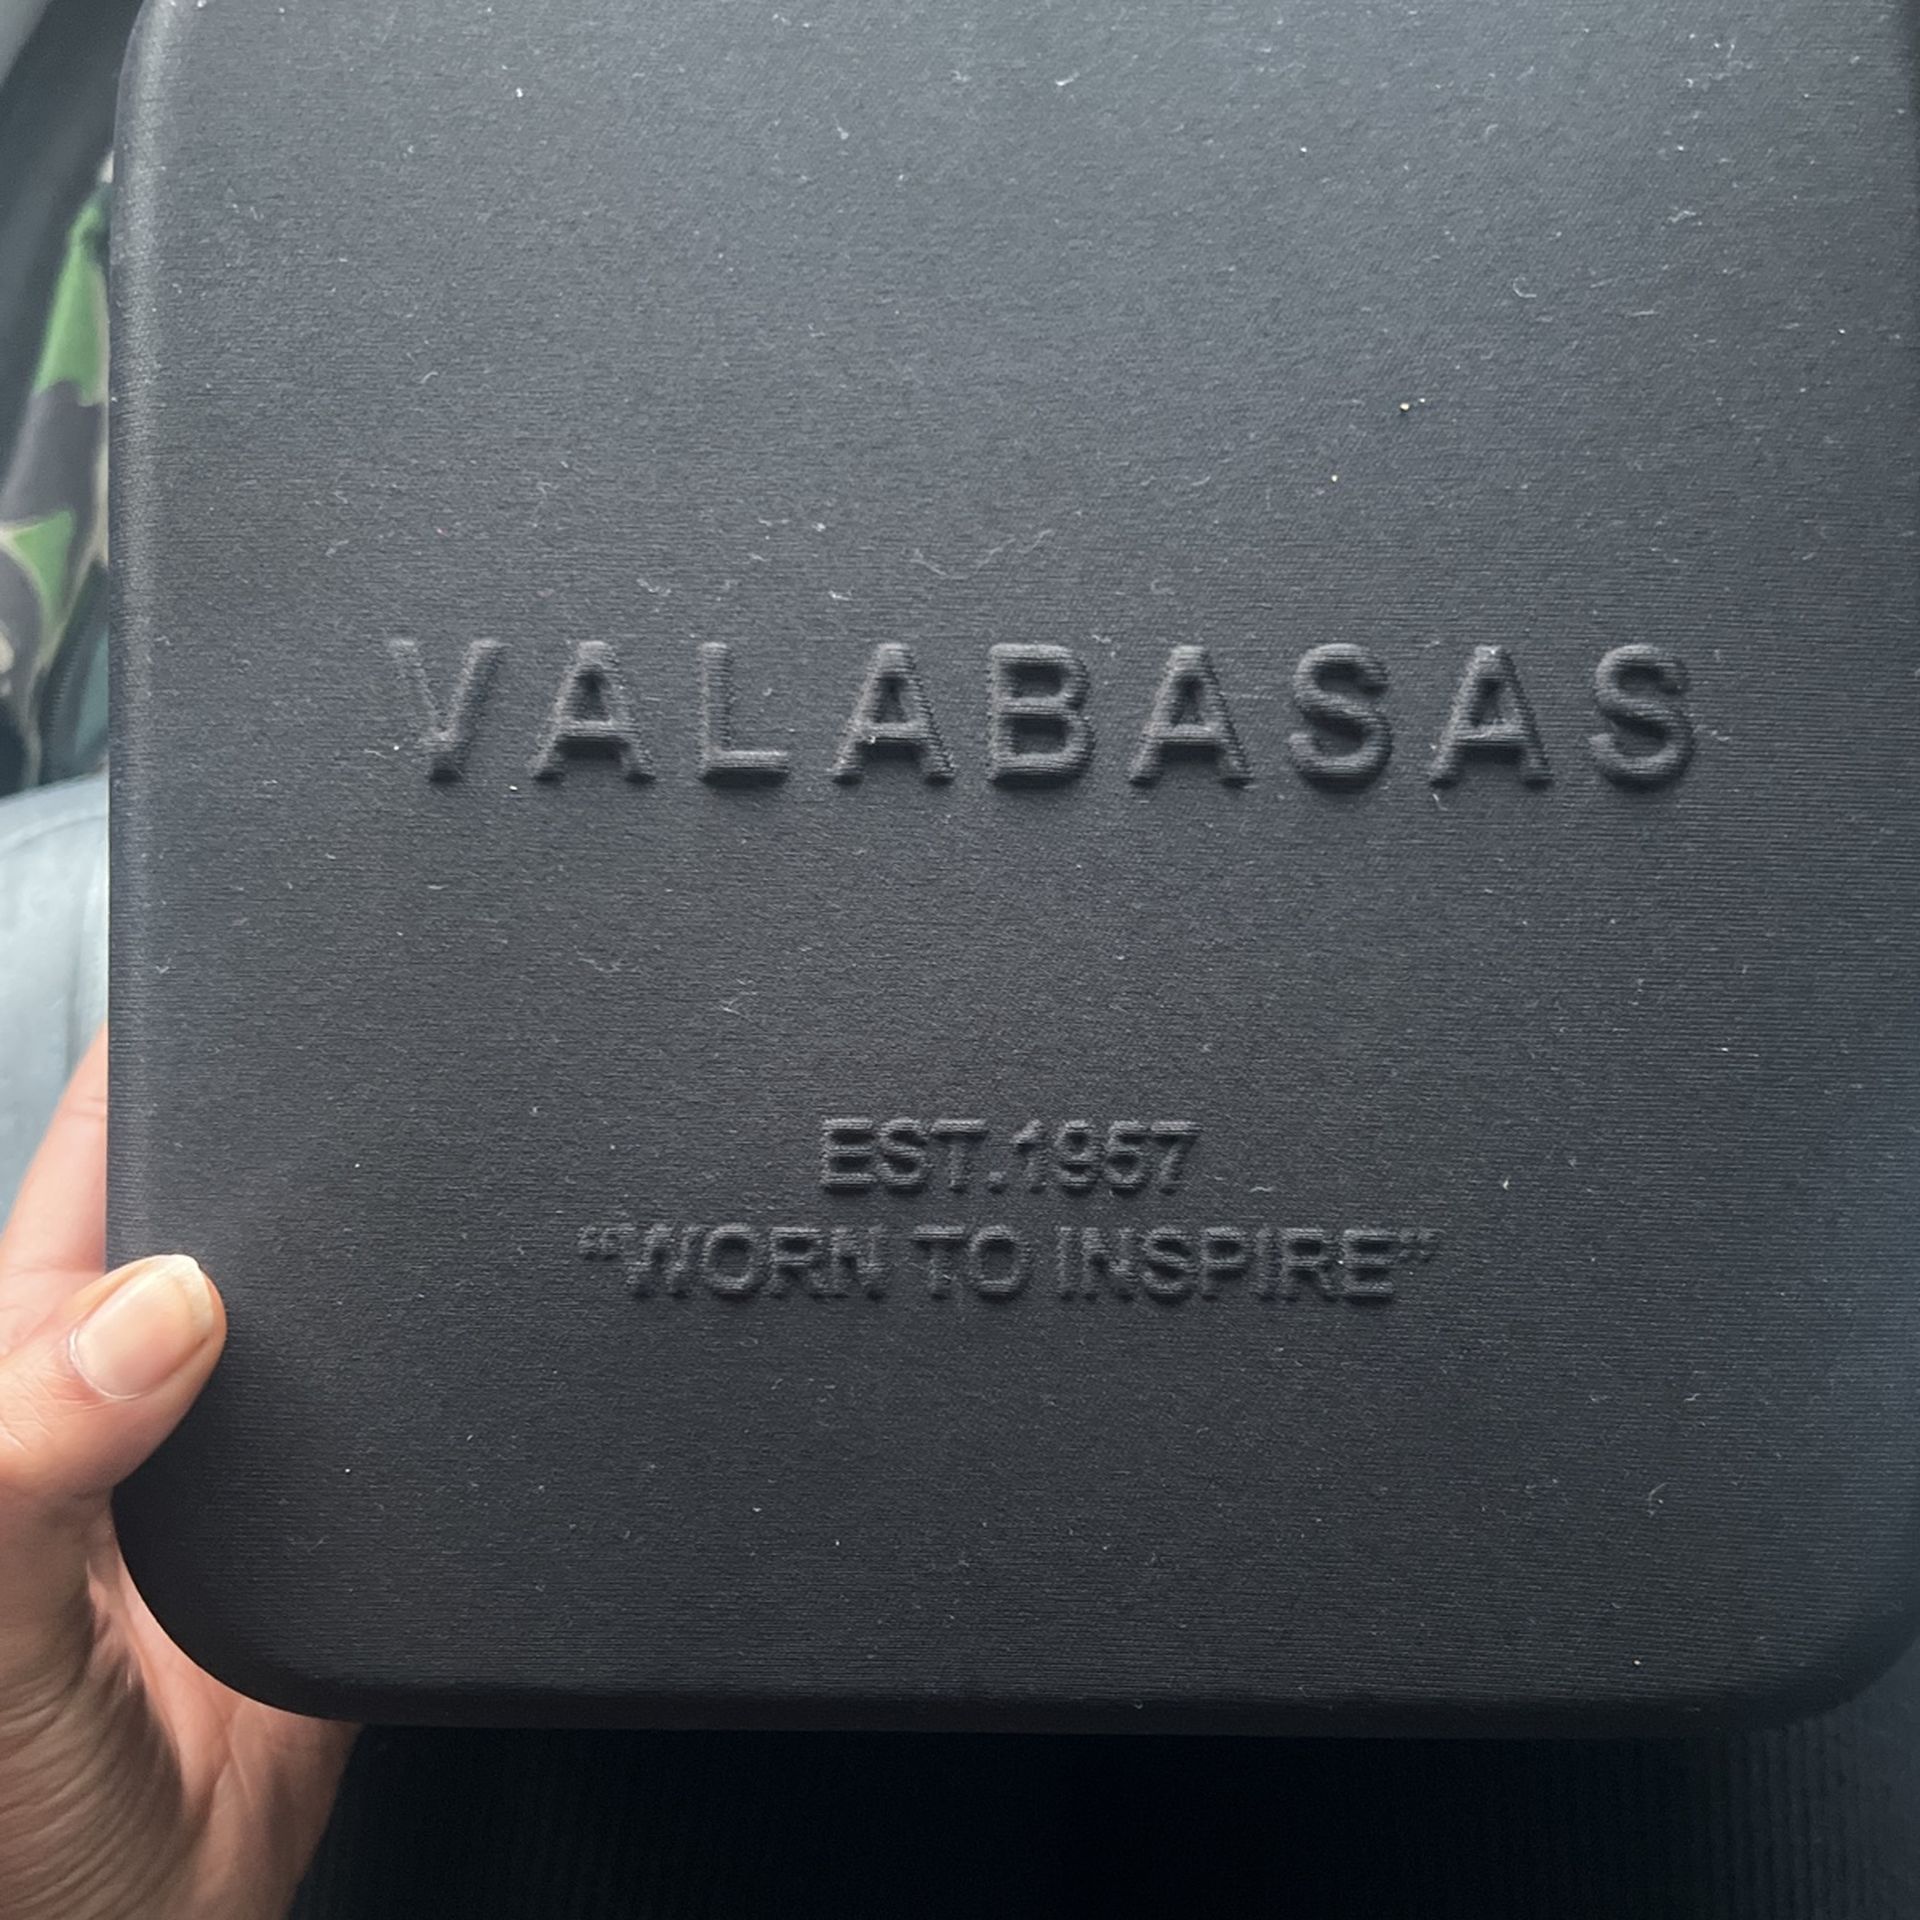 VALABASAS
EST.1957
“WORN TO INSPIRE”